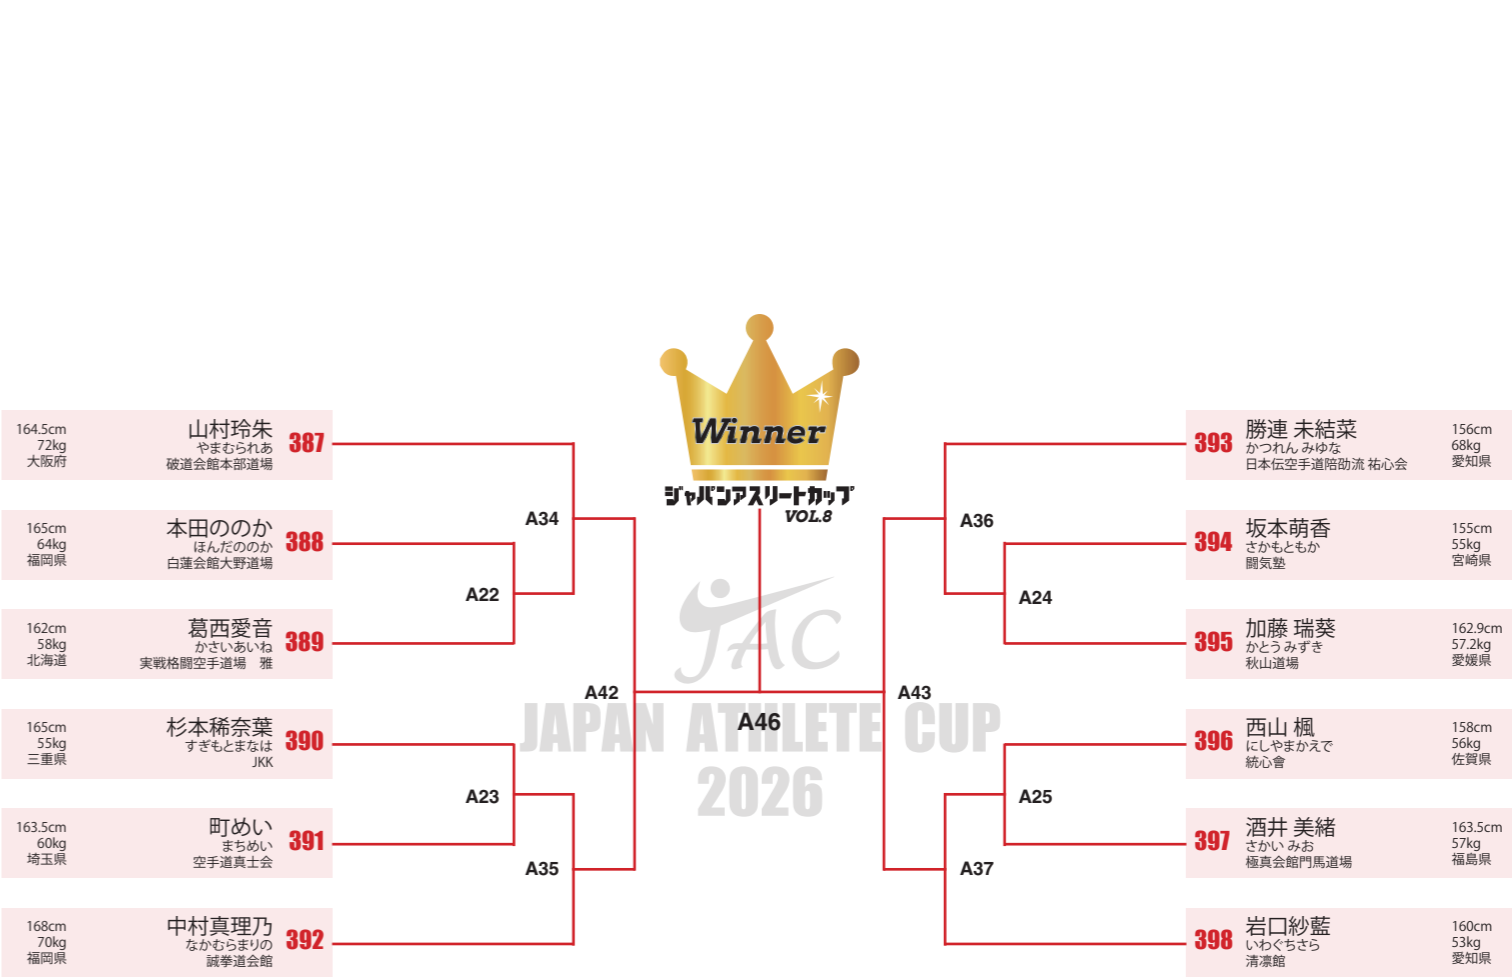 Winner
ジャパンアスリートカップ
VOL.8
164.5cm
72kg
大阪府
山村玲朱
やまむられあ
破道会館本部道場
387
165cm
64kg
福岡県
本田ののか
ほんだののか
白蓮会館大野道場
388
162cm
58kg
北海道
葛西愛音
かさいあいね
実戦格闘空手道場　雅
389
165cm
55kg
三重県
杉本稀奈葉
すぎもとまなは
JKK
390
163.5cm
60kg
埼玉県
町めい
まちめい
空手道真士会
391
168cm
70kg
福岡県
中村真理乃
なかむらまりの
誠拳道会館
392
A34
A22
A42
A23
A35
JAC
JAPAN ATHLETE CUP
2026
A46
A36
A24
A43
A25
A37
393
勝連 未結菜
かつれん みゆな
日本伝空手道陪劭流 祐心会
156cm
68kg
愛知県
394
坂本萌香
さかもともか
闘気塾
155cm
55kg
宮崎県
395
加藤 瑞葵
かとう みずき
秋山道場
162.9cm
57.2kg
愛媛県
396
西山 楓
にしやまかえで
統心會
158cm
56kg
佐賀県
397
酒井 美緒
さかい みお
極真会館門馬道場
163.5cm
57kg
福島県
398
岩口紗藍
いわぐちさら
清凛館
160cm
53kg
愛知県